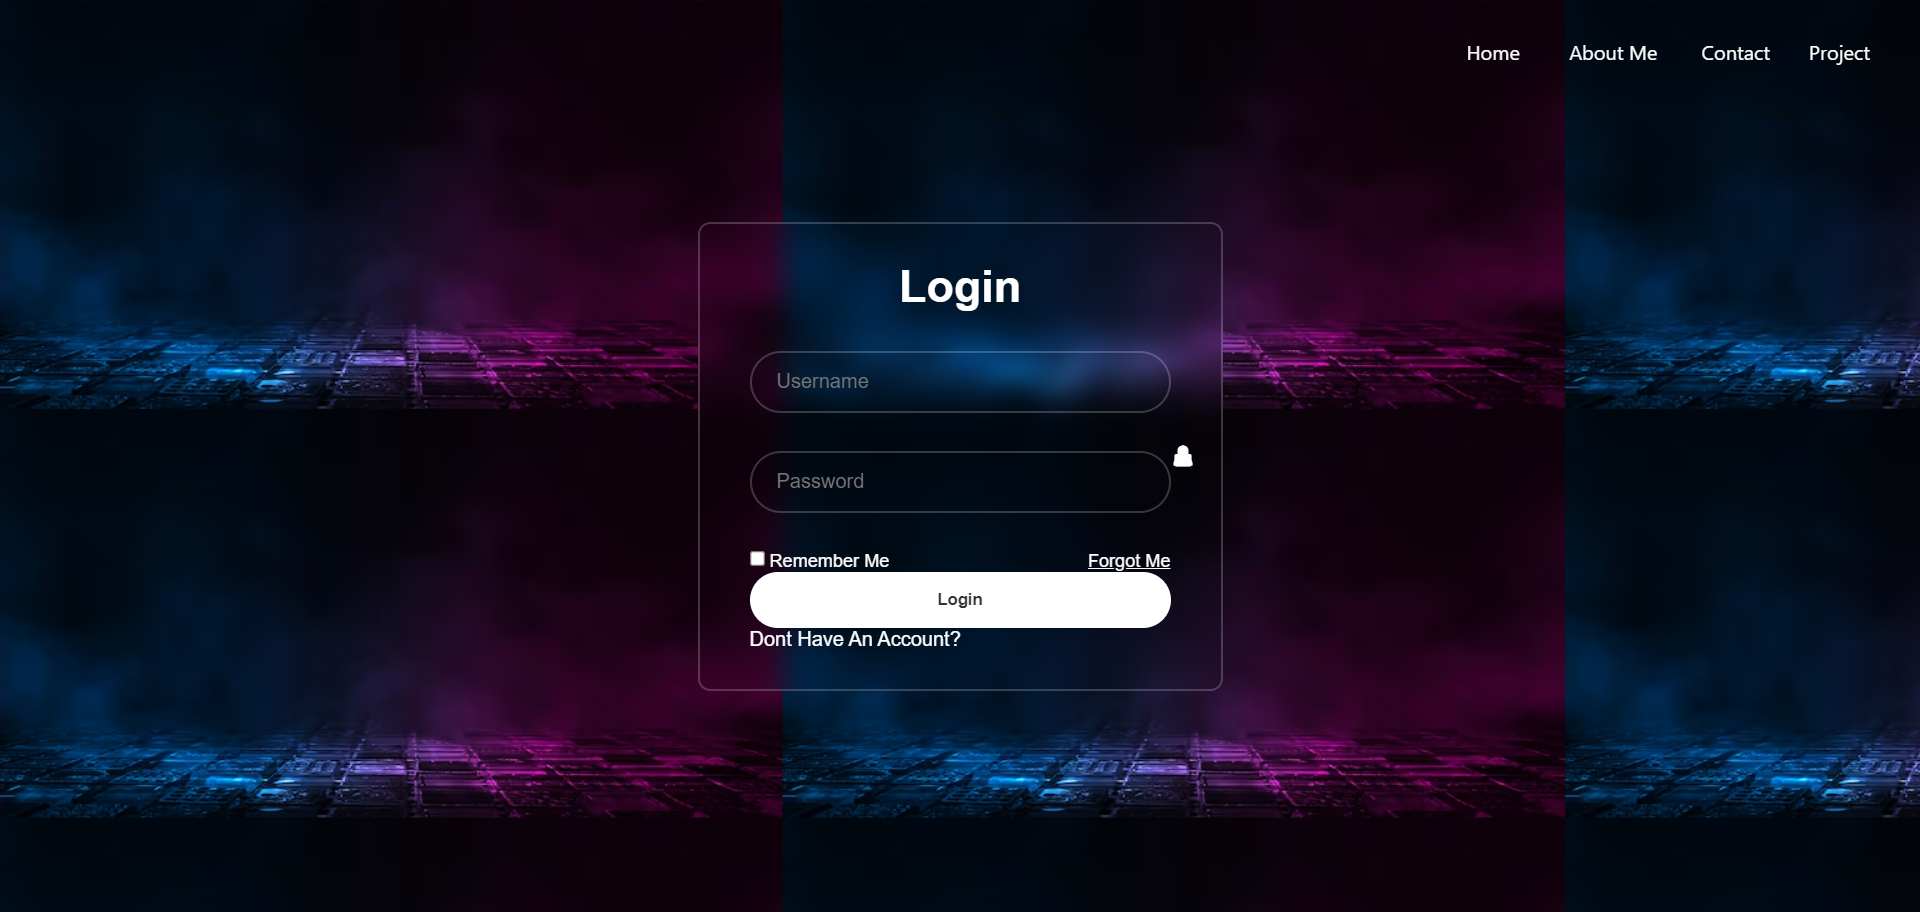 Home About Me Contact Project
Login
Username
Password
Remember Me Forgot Me
Login
Dont Have An Account?